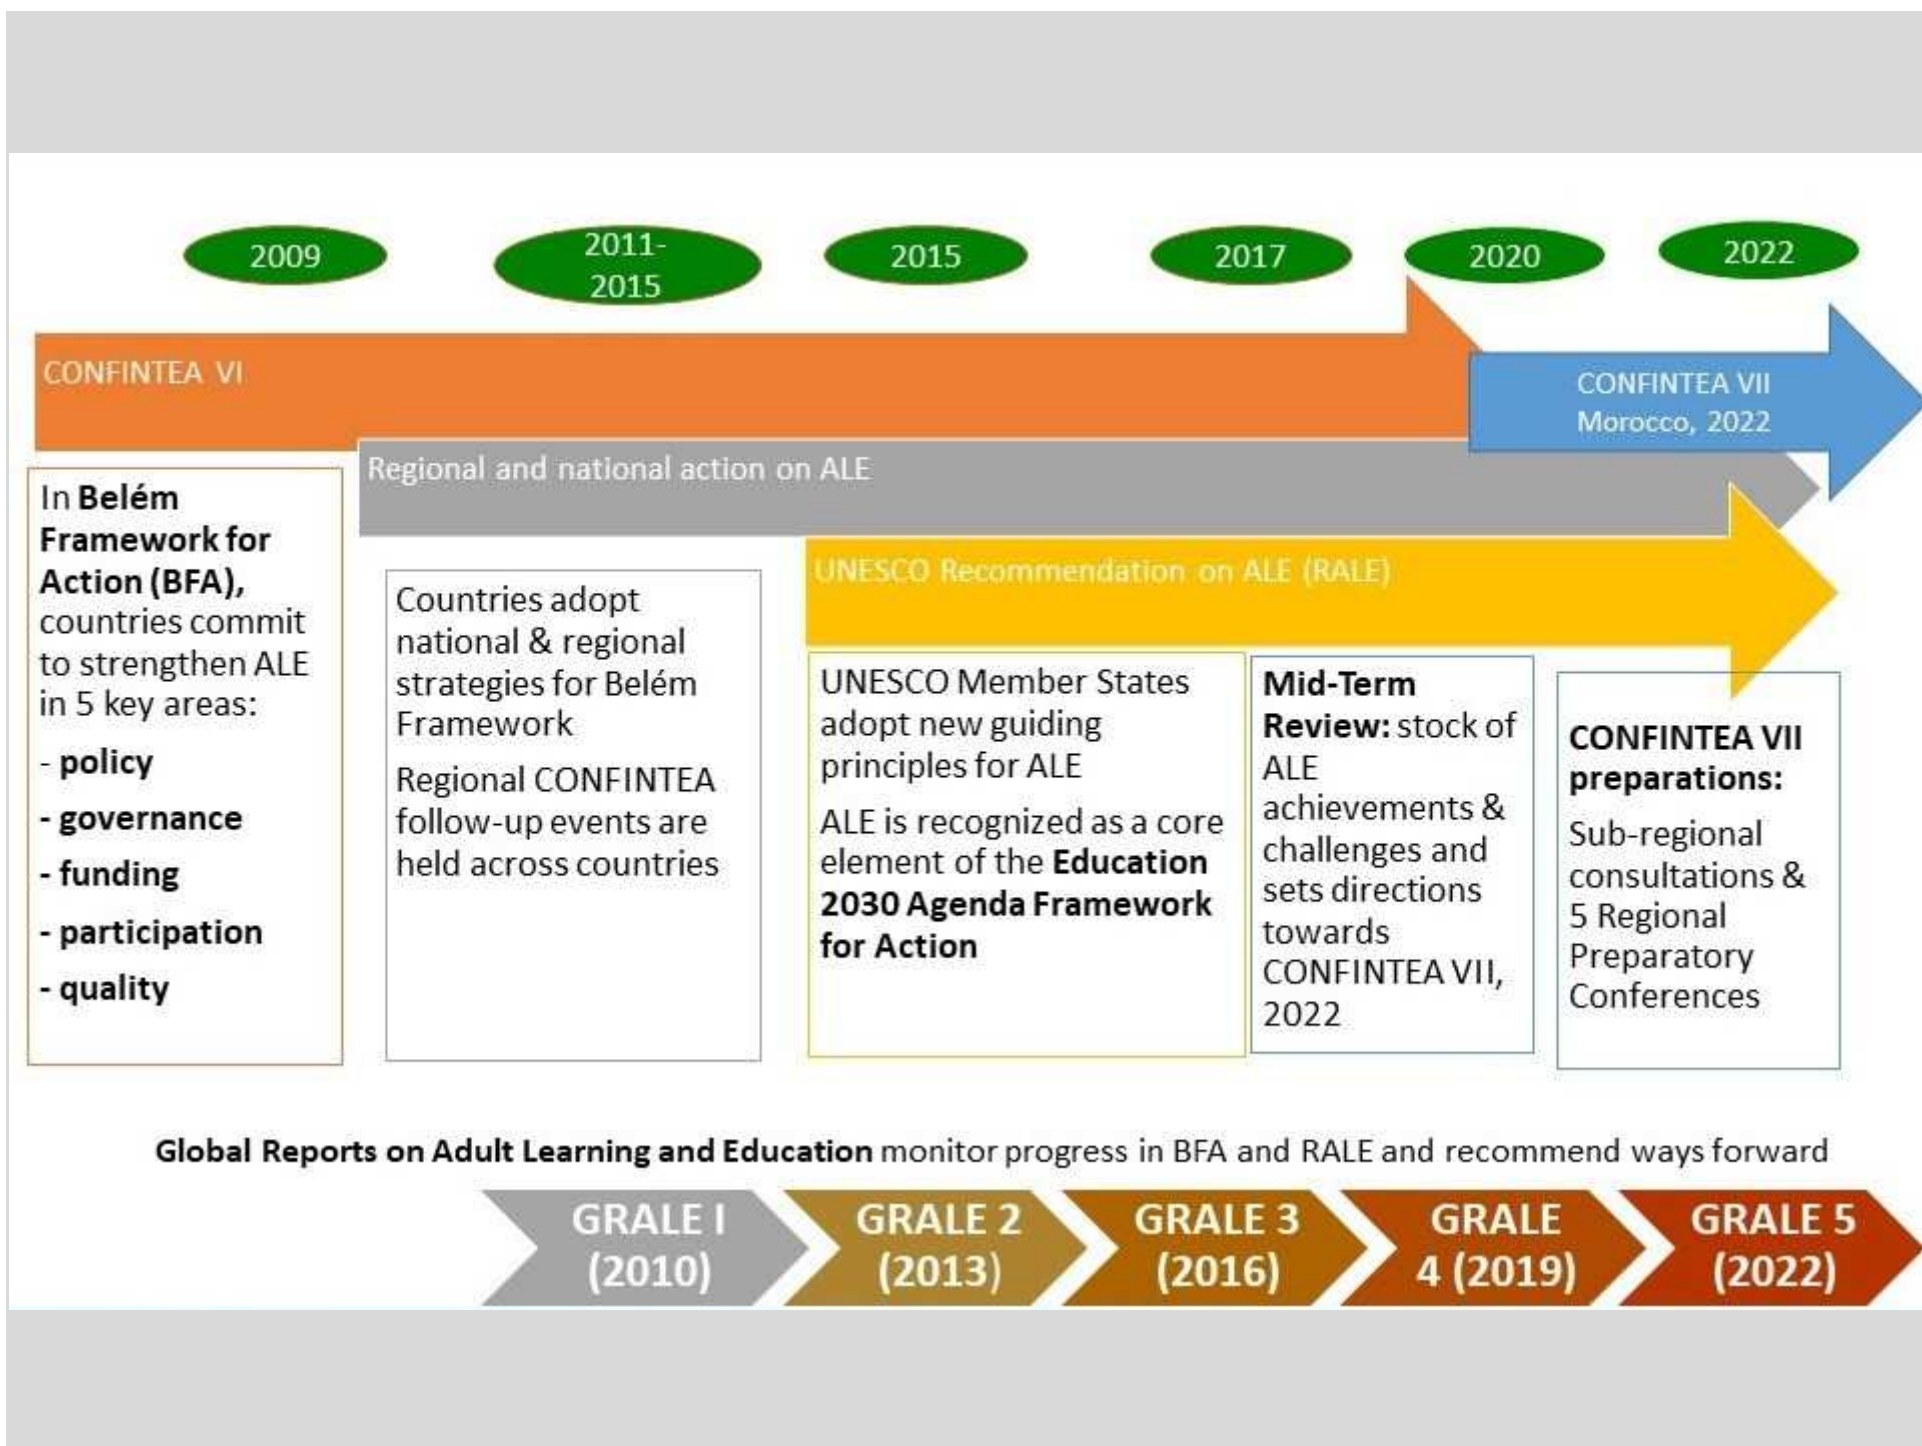 2009
2011-
2015
2015
2017
2020
2022
CONFINTEA VI
CONFINTEA VII
Morocco, 2022
Regional and national action on ALE
UNESCO Recommendation on ALE (RALE)
In Belém
Framework for
Action (BFA),
countries commit
to strengthen ALE
in 5 key areas:
- policy
- governance
- funding
- participation
- quality
Countries adopt
national & regional
strategies for Belém
Framework
Regional CONFINTEA
follow-up events are
held across countries
UNESCO Member States
adopt new guiding
principles for ALE
ALE is recognized as a core
element of the Education
2030 Agenda Framework
for Action
Mid-Term
Review: stock of
ALE
achievements &
challenges and
sets directions
towards
CONFINTEA VII,
2022
CONFINTEA VII
preparations:
Sub-regional
consultations &
5 Regional
Preparatory
Conferences
Global Reports on Adult Learning and Education monitor progress in BFA and RALE and recommend ways forward
GRALE I
(2010)
GRALE 2
(2013)
GRALE 3
(2016)
GRALE
4 (2019)
GRALE 5
(2022)